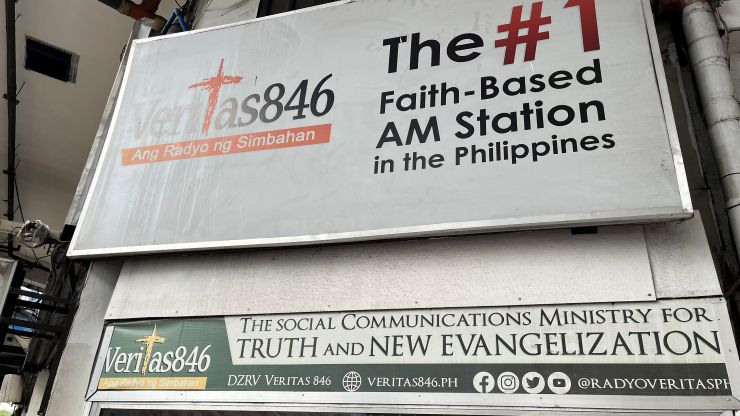 Veritas846
Ang Radyo ng Simbahan
The #1
Faith-Based
AM Station
in the Philippines
THE SOCIAL COMMUNICATIONS MINISTRY FOR
TRUTH AND NEW EVANGELIZATION
Veritas846
Ang Radyo ng Simbahan
DZRV VERITAS 846 VERITAS846.PH @RADYOVERITASPH